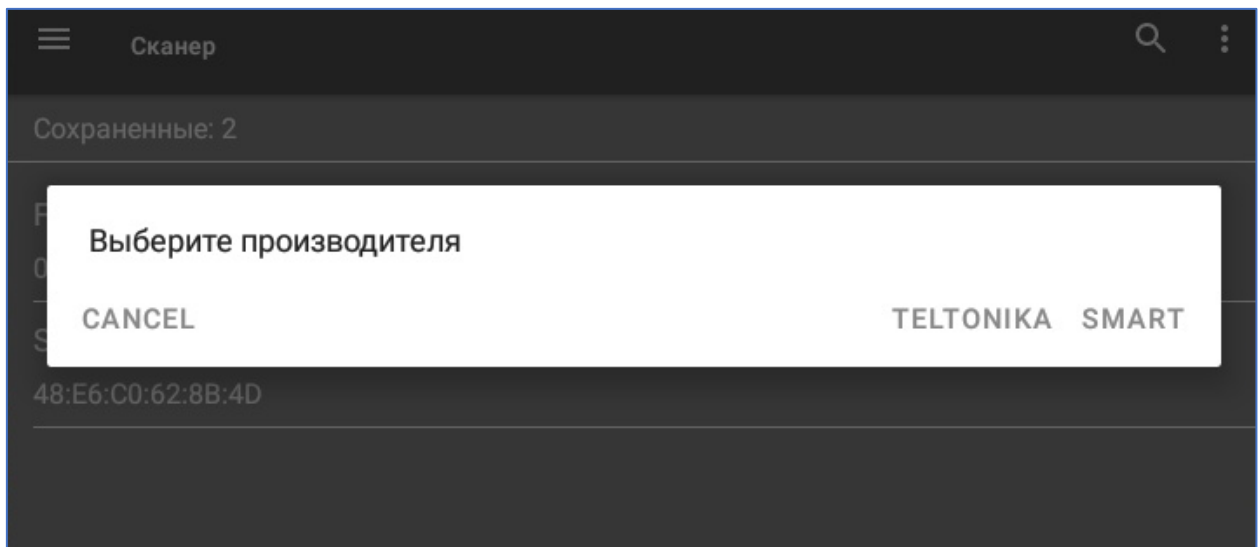 Сканер
Сохраненные: 2
Выберите производителя
CANCEL TELTONIKA SMART
48:E6:C0:62:8B:4D